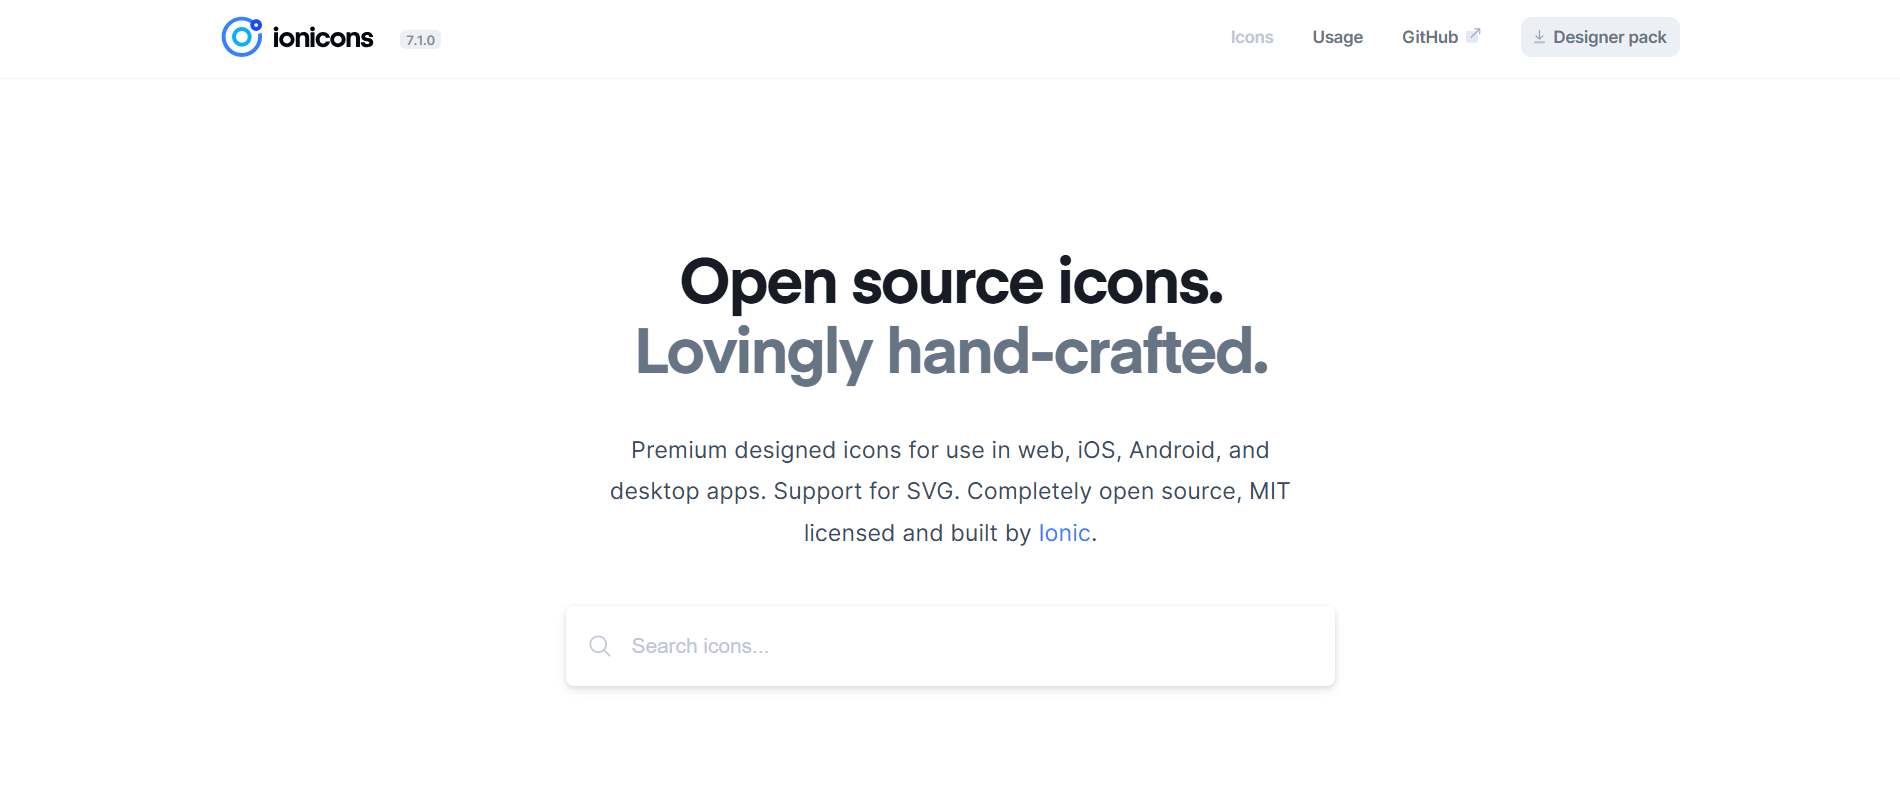 ionicons 7.1.0 Icons Usage GitHub Designer pack
Open source icons.
Lovingly hand-crafted.
Premium designed icons for use in web, iOS, Android, and
desktop apps. Support for SVG. Completely open source, MIT
licensed and built by Ionic.
Search icons...